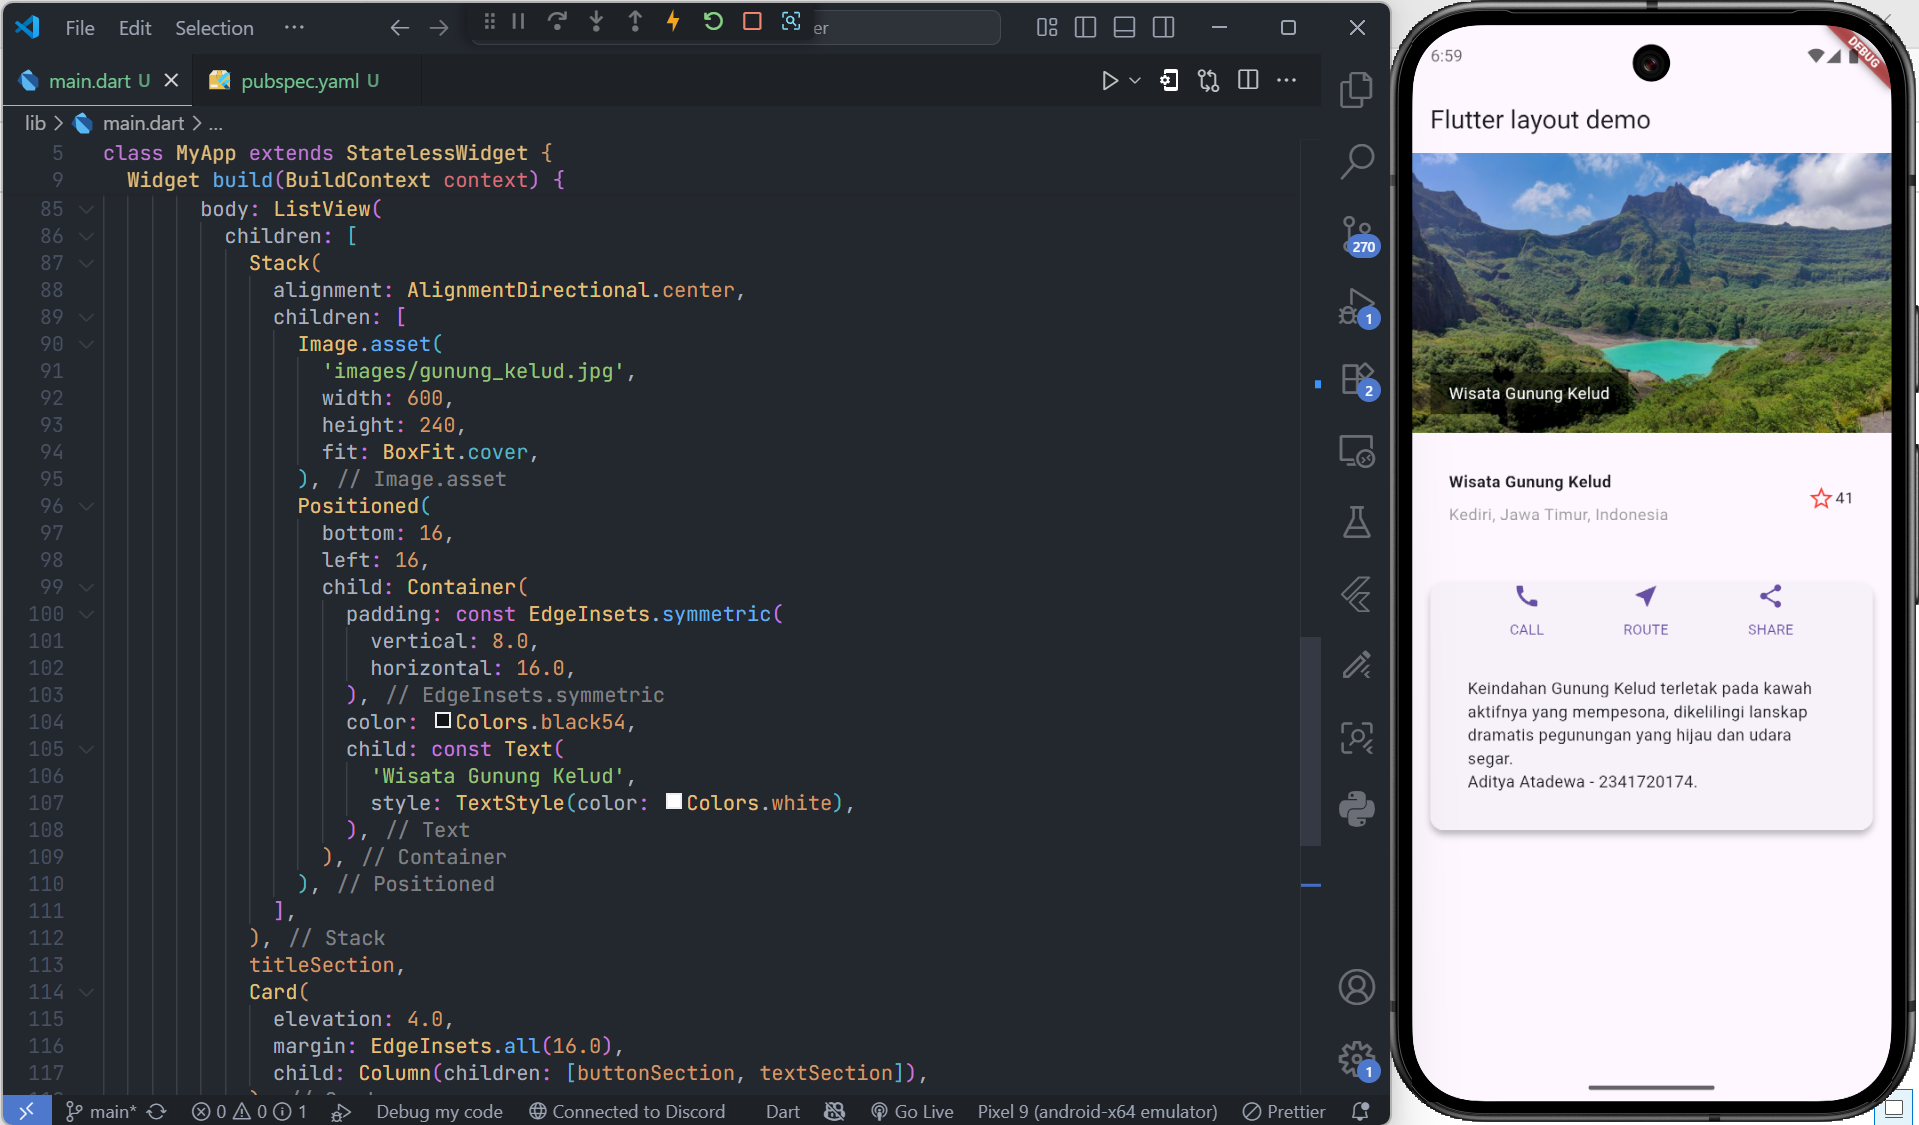 File Edit Selection ··· er
main.dart U pubspec.yaml U
lib > main.dart > ...
5 class MyApp extends StatelessWidget {
9 Widget build(BuildContext context) {
85 body: ListView(
86 children: [
87 Stack(
88 alignment: AlignmentDirectional.center,
89 children: [
90 Image.asset(
91 'images/gunung_kelud.jpg',
92 width: 600,
93 height: 240,
94 fit: BoxFit.cover,
95 ), // Image.asset
96 Positioned(
97 bottom: 16,
98 left: 16,
99 child: Container(
100 padding: const EdgeInsets.symmetric(
101 vertical: 8.0,
102 horizontal: 16.0,
103 ), // EdgeInsets.symmetric
104 color: Colors.black54,
105 child: const Text(
106 'Wisata Gunung Kelud',
107 style: TextStyle(color: Colors.white),
108 ), // Text
109 ), // Container
110 ), // Positioned
111 ],
112 ), // Stack
113 titleSection,
114 Card(
115 elevation: 4.0,
116 margin: EdgeInsets.all(16.0),
117 child: Column(children: [buttonSection, textSection]),
270
1
2
1
main* 0 0 1 Debug my code Connected to Discord Dart Go Live Pixel 9 (android-x64 emulator) Prettier
6:59
DEBUG
Flutter layout demo
Wisata Gunung Kelud
Wisata Gunung Kelud
Kediri, Jawa Timur, Indonesia
41
CALL ROUTE SHARE
Keindahan Gunung Kelud terletak pada kawah
aktifnya yang mempesona, dikelilingi lanskap
dramatis pegunungan yang hijau dan udara
segar.
Aditya Atadewa - 2341720174.